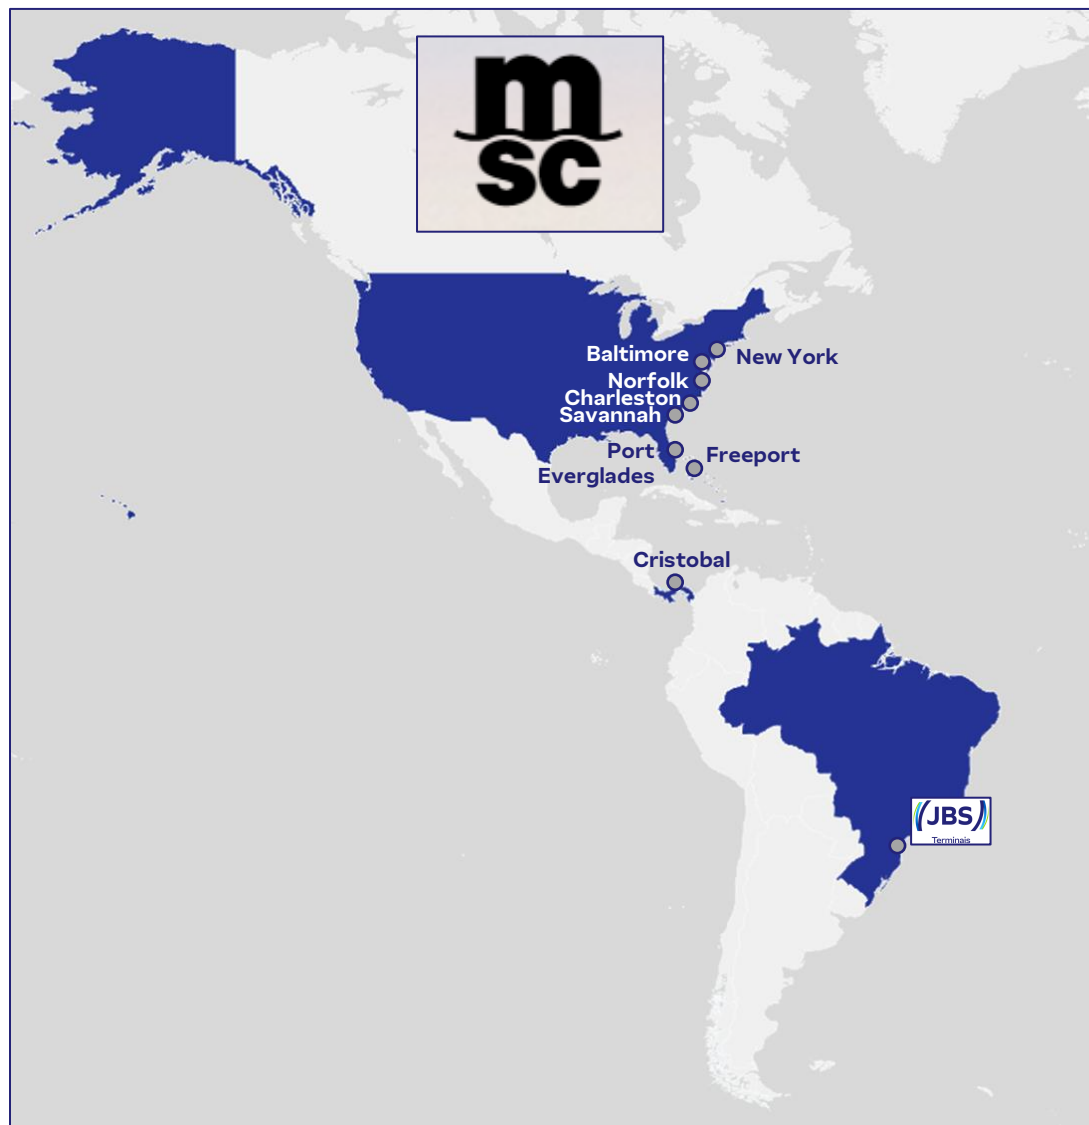 msc
Baltimore
New York
Norfolk
Charleston
Savannah
Port
Everglades
Freeport
Cristobal
(JBS)
Terminais